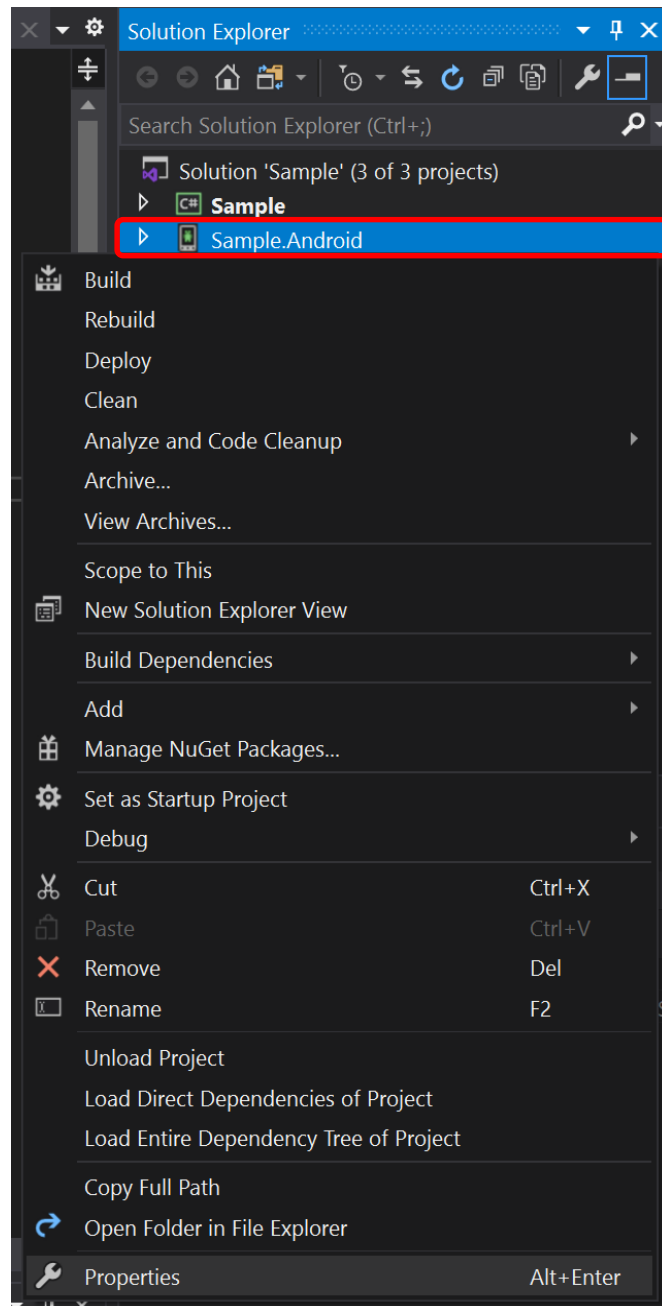 Solution Explorer
Search Solution Explorer (Ctrl+;)
Solution 'Sample' (3 of 3 projects)
C# Sample
Sample.Android
Build
Rebuild
Deploy
Clean
Analyze and Code Cleanup
Archive...
View Archives...
Scope to This
New Solution Explorer View
Build Dependencies
Add
Manage NuGet Packages...
Set as Startup Project
Debug
Cut Ctrl+X
Paste Ctrl+V
Remove Del
Rename F2
Unload Project
Load Direct Dependencies of Project
Load Entire Dependency Tree of Project
Copy Full Path
Open Folder in File Explorer
Properties Alt+Enter